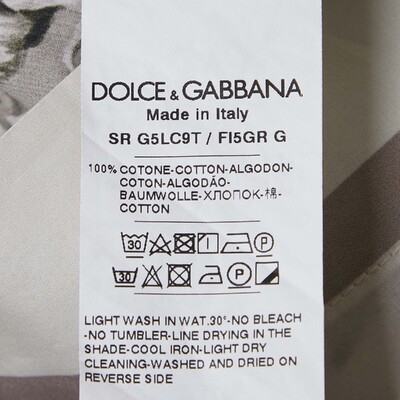 DOLCE & GABBANA
Made in Italy
SR G5LC9T / FI5GR G
100% COTONE-COTTON-ALGODON-
COTON-ALGODÃO-
BAUMWOLLE-ХЛОПОК-棉-
COTTON
30
P
30
P
LIGHT WASH IN WAT.30°-NO BLEACH
-NO TUMBLER-LINE DRYING IN THE
SHADE-COOL IRON-LIGHT DRY
CLEANING-WASHED AND DRIED ON
REVERSE SIDE